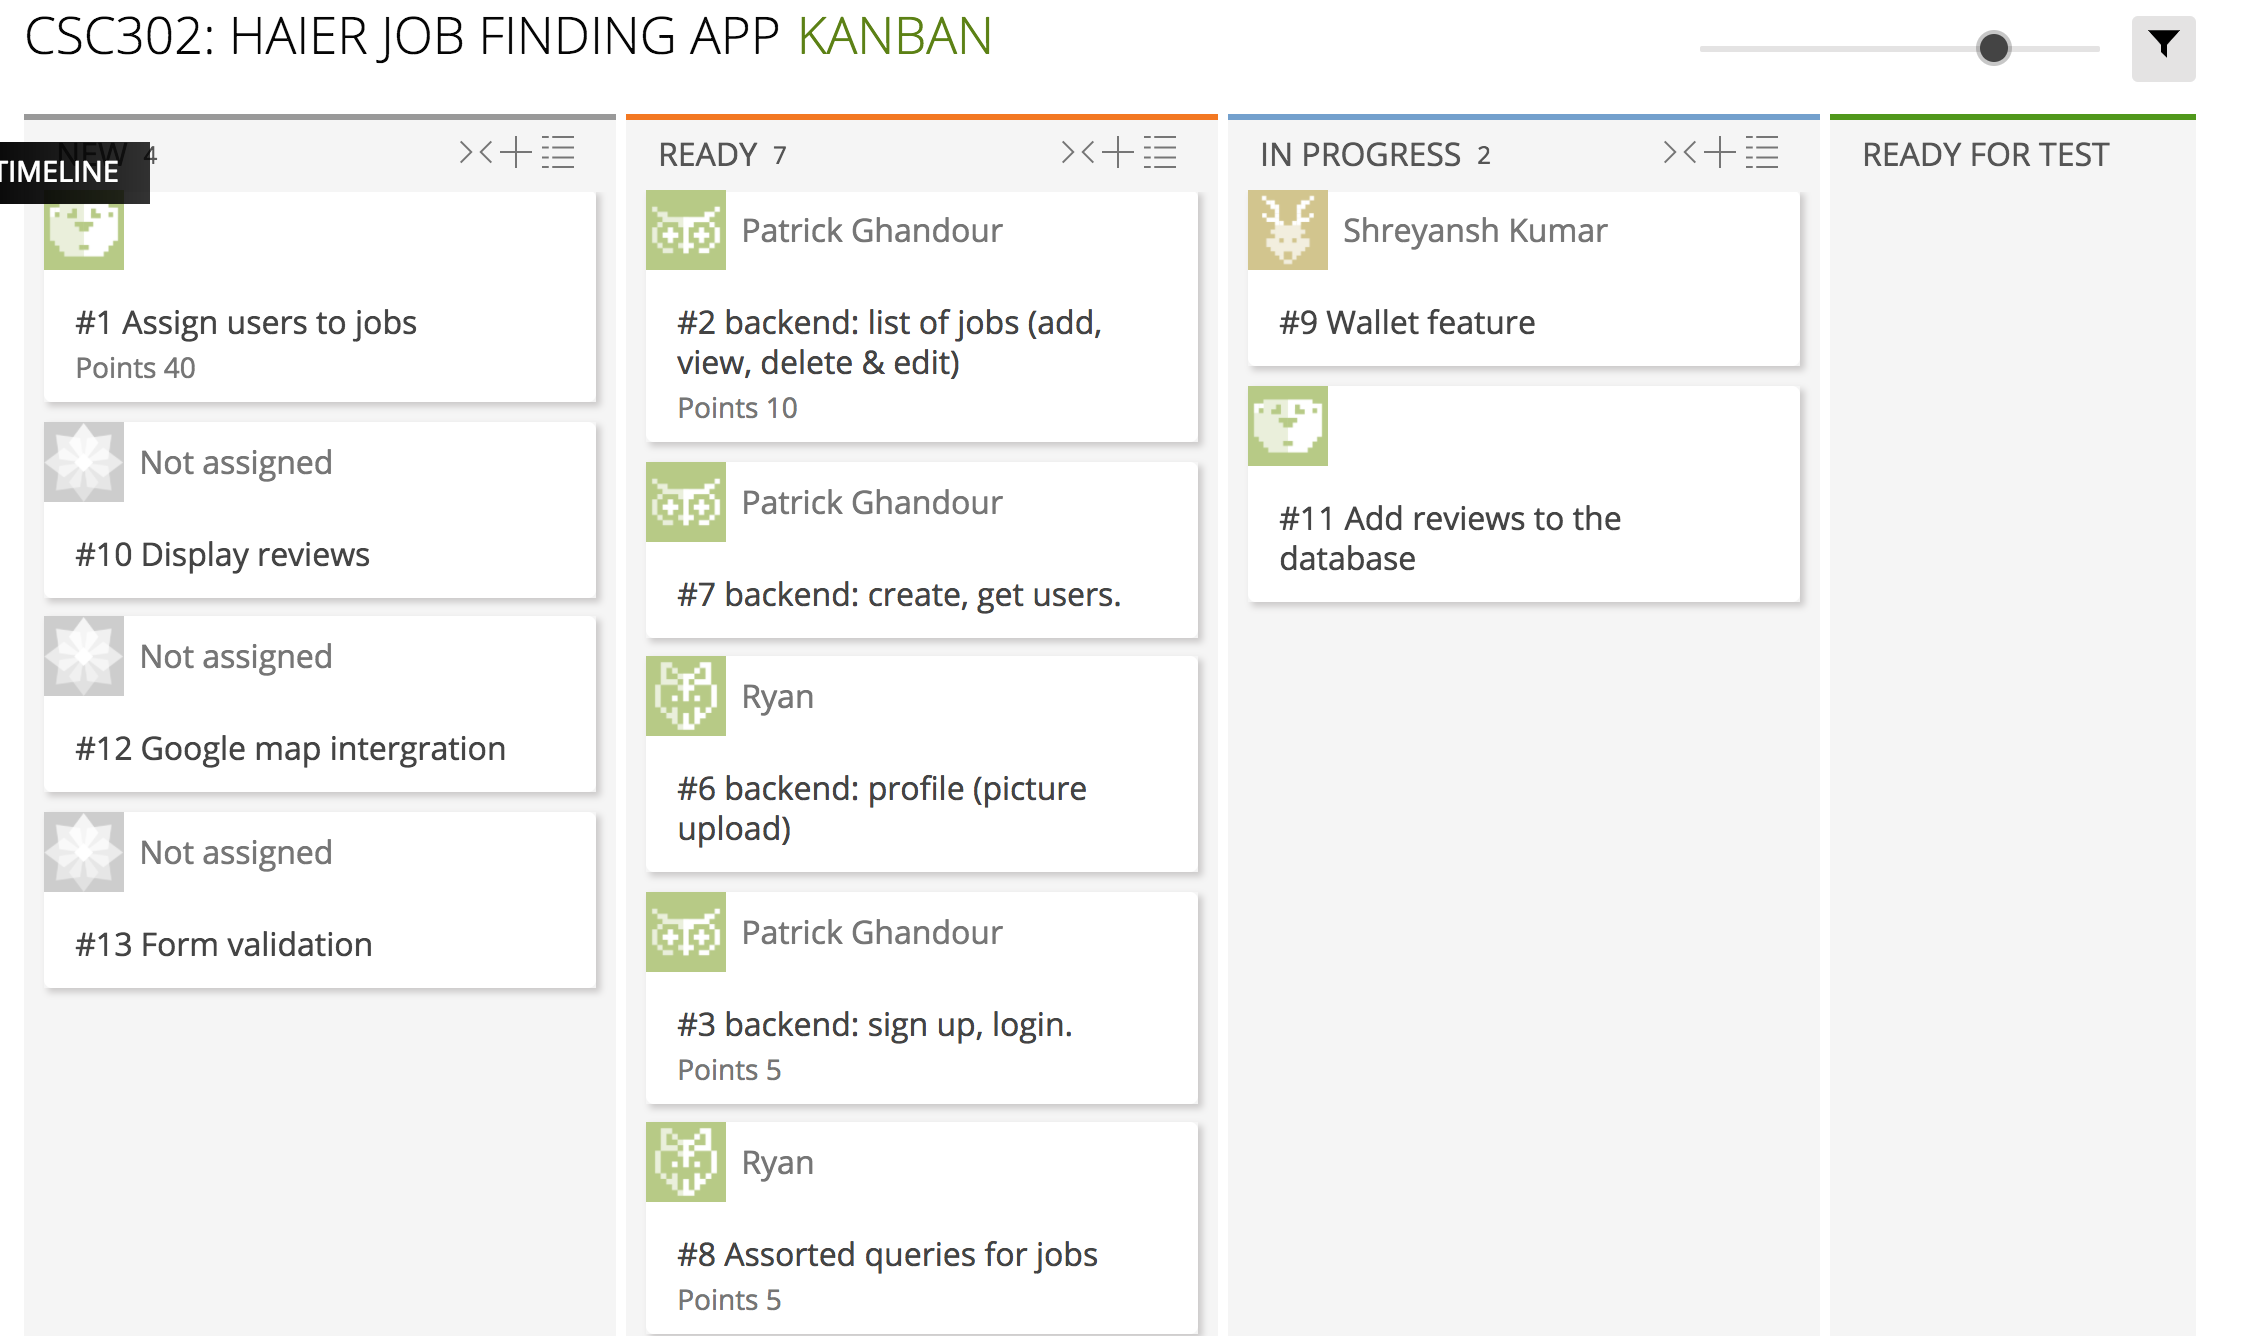 CSC302: HAIER JOB FINDING APP KANBAN
TIMELINE
NEW 4
#1 Assign users to jobs
Points 40
Not assigned
#10 Display reviews
Not assigned
#12 Google map intergration
Not assigned
#13 Form validation
READY 7
Patrick Ghandour
#2 backend: list of jobs (add,
view, delete & edit)
Points 10
Patrick Ghandour
#7 backend: create, get users.
Ryan
#6 backend: profile (picture
upload)
Patrick Ghandour
#3 backend: sign up, login.
Points 5
Ryan
#8 Assorted queries for jobs
Points 5
IN PROGRESS 2
Shreyansh Kumar
#9 Wallet feature
#11 Add reviews to the
database
READY FOR TEST